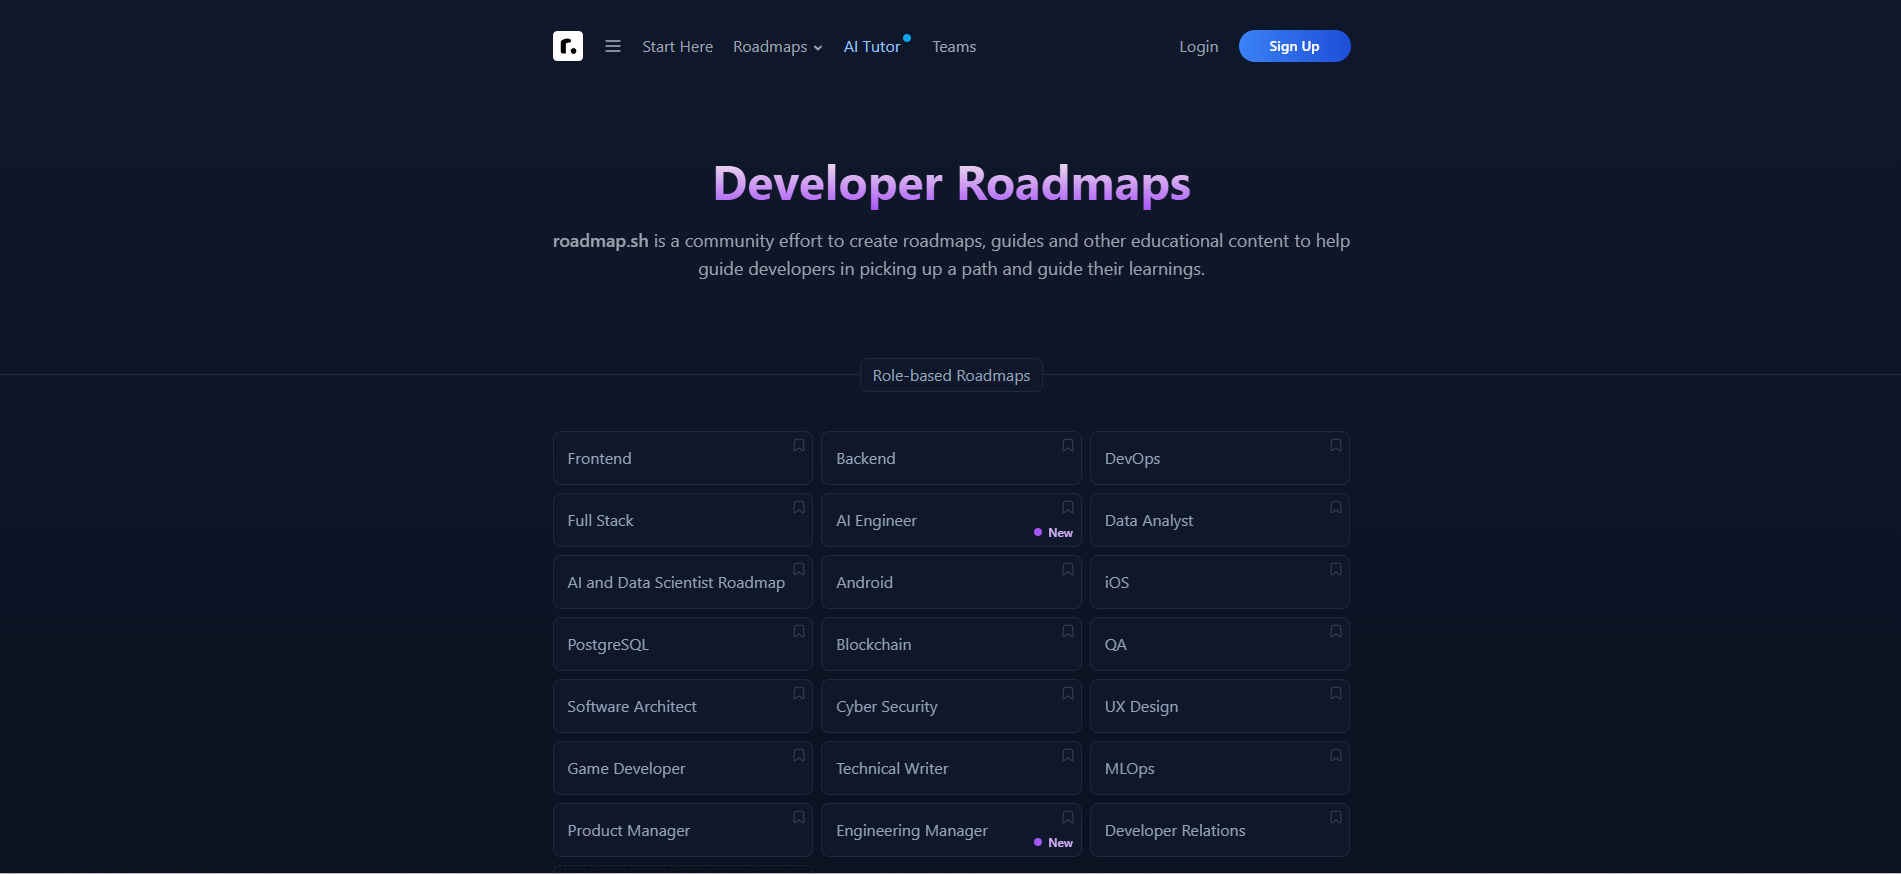 r.
Start Here
Roadmaps
AI Tutor
Teams
Login
Sign Up
Developer Roadmaps
roadmap.sh is a community effort to create roadmaps, guides and other educational content to help
guide developers in picking up a path and guide their learnings.
Role-based Roadmaps
Frontend
Backend
DevOps
Full Stack
AI Engineer
New
Data Analyst
AI and Data Scientist Roadmap
Android
iOS
PostgreSQL
Blockchain
QA
Software Architect
Cyber Security
UX Design
Game Developer
Technical Writer
MLOps
Product Manager
Engineering Manager
New
Developer Relations